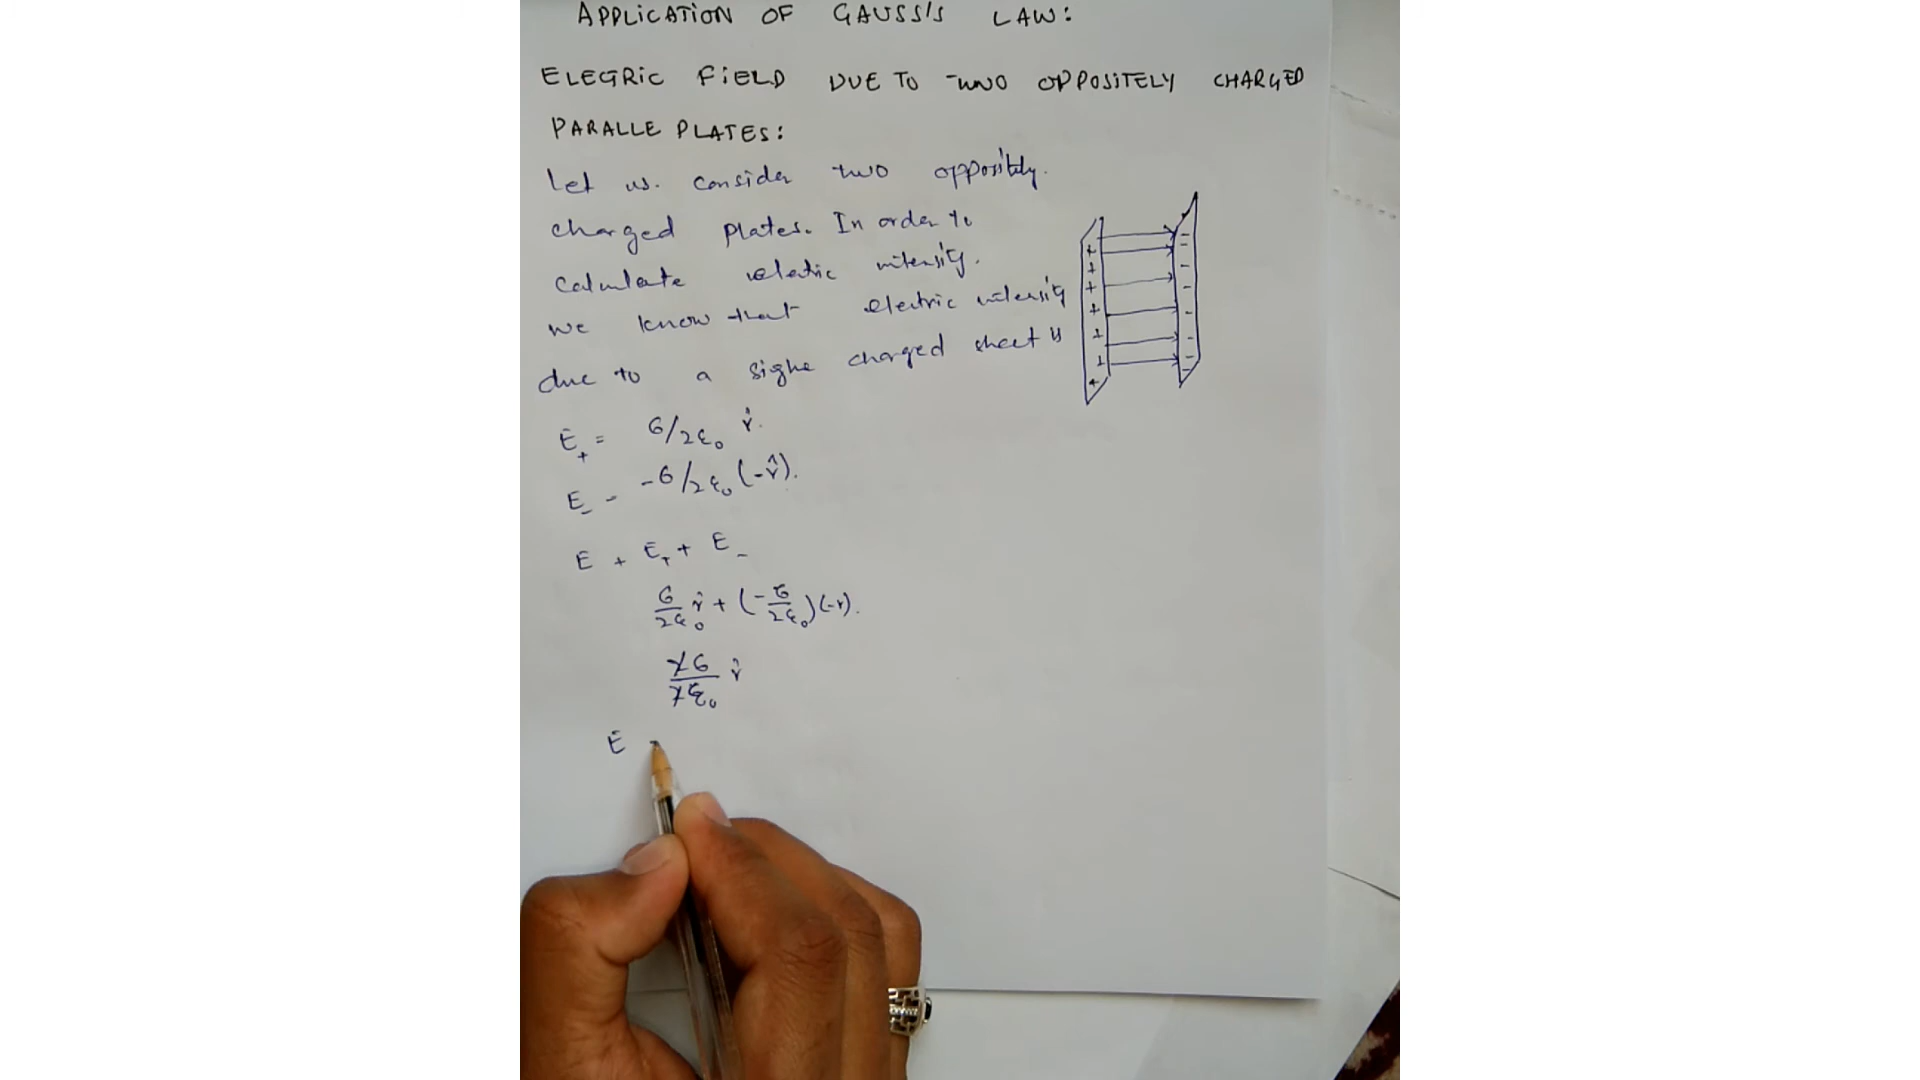 APPLICATION OF GAUSS'S LAW:
ELECTRIC FIELD DUE TO TWO OPPOSITELY CHARGED
PARALLE PLATES:
Let us. consider two oppositely.
charged plates. In order to
calculate electric intensity.
we know that electric intensity
due to a single charged sheet is
E₊ = σ/2ε₀ r̂.
E₋ - -σ/2ε₀ (-r̂).
E + E₊ + E₋
σ/2ε₀ r̂ + (-σ/2ε₀)(-r).
2σ/2ε₀ r̂
E
+
+
+
+
+
+
+
-
-
-
-
-
-
-
-